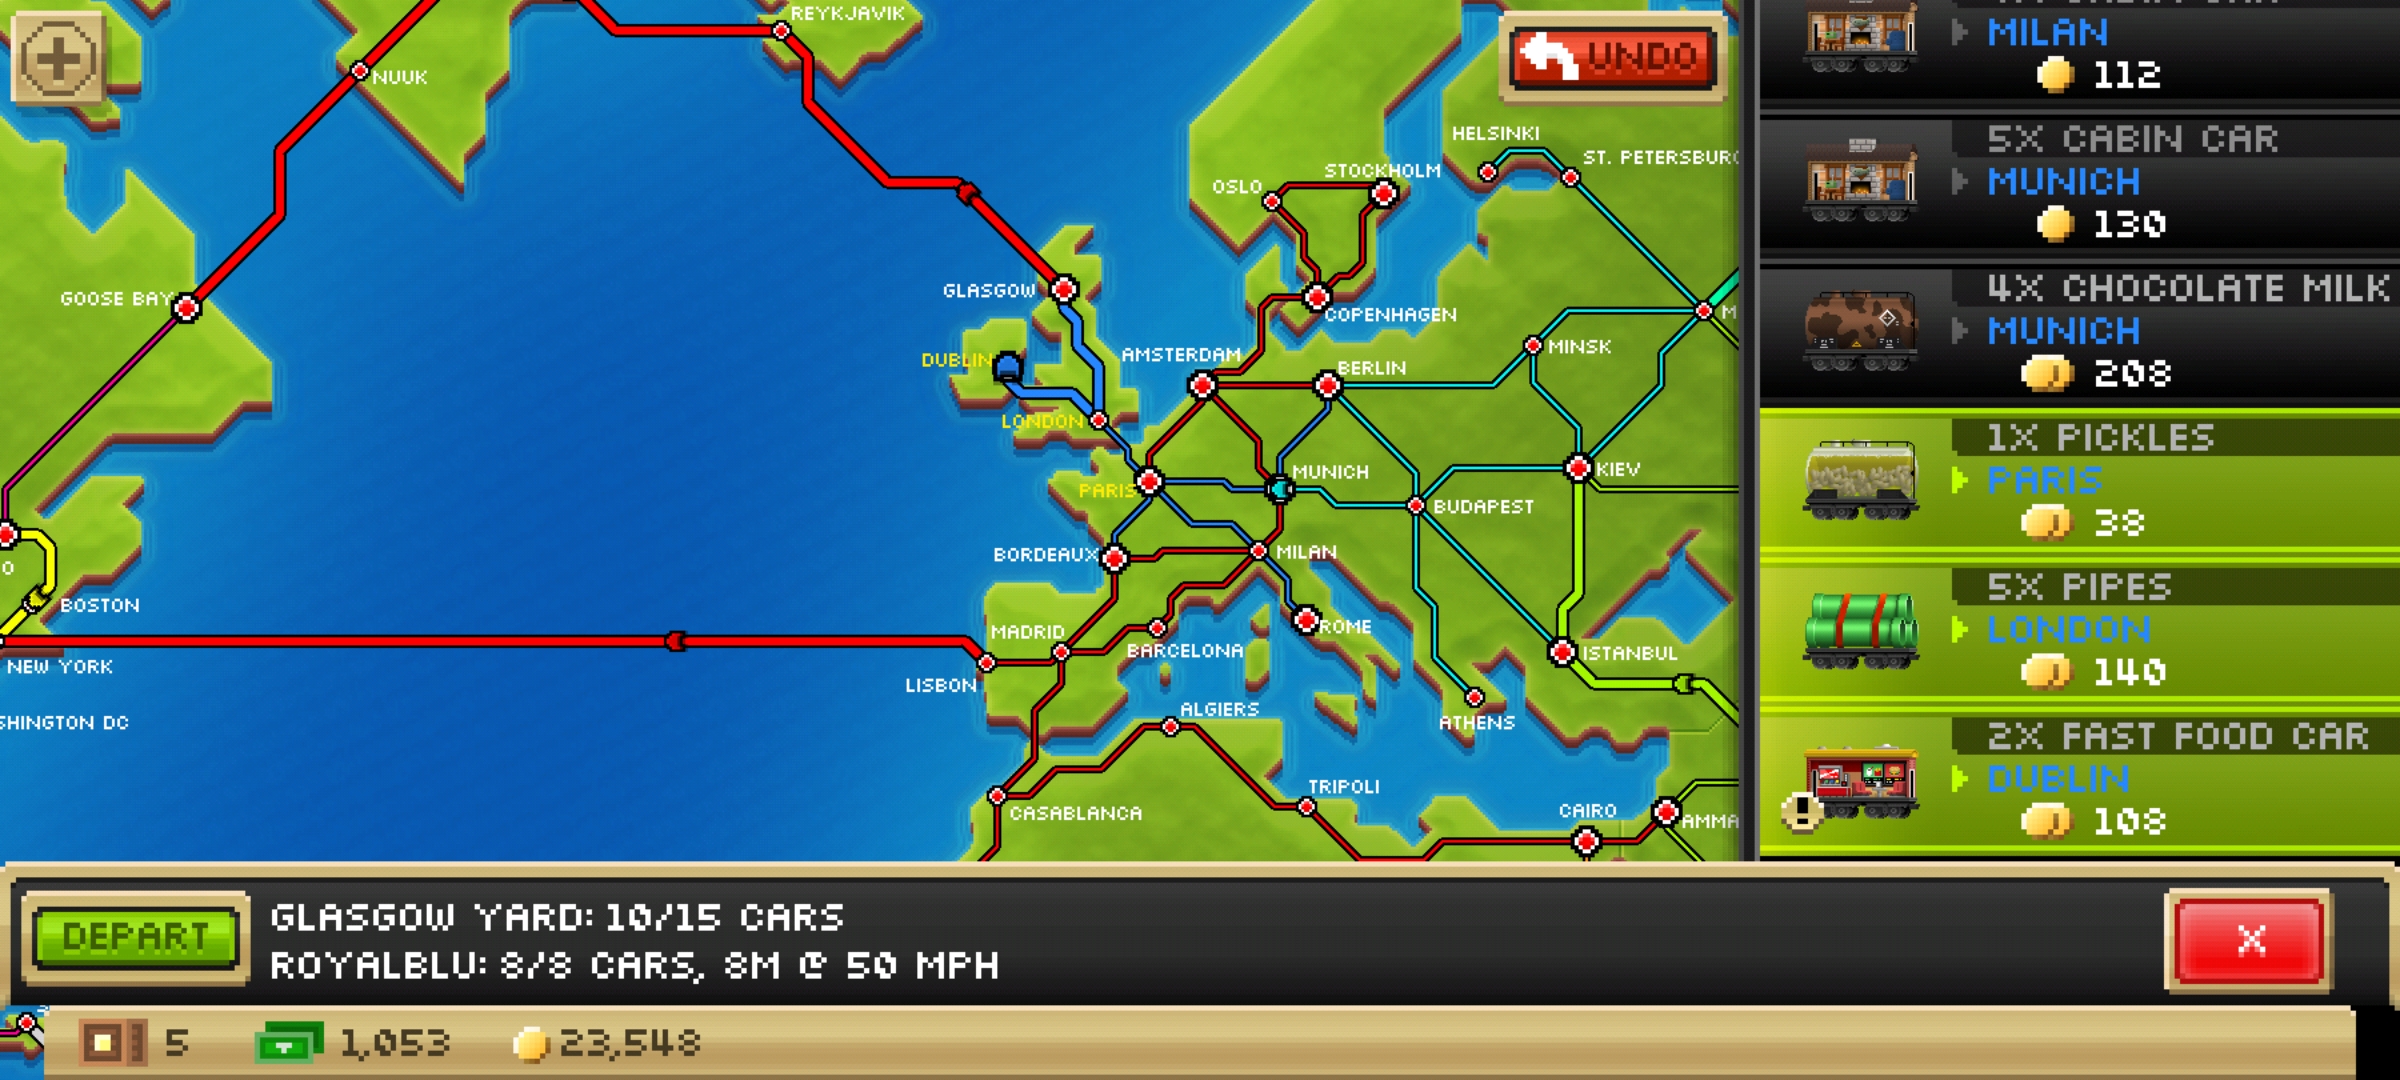 REYKJAVIK
NUUK
UNDO
HELSINKI
ST. PETERSBURG
STOCKHOLM
OSLO
GOOSE BAY
GLASGOW
COPENHAGEN
DUBLIN
AMSTERDAM
BERLIN
MINSK
M
LONDON
PARIS
MUNICH
KIEV
BUDAPEST
BORDEAUX
MILAN
O
BOSTON
MADRID
ROME
BARCELONA
ISTANBUL
NEW YORK
LISBON
ALGIERS
ATHENS
SHINGTON DC
TRIPOLI
CASABLANCA
CAIRO
AMMA
MILAN
112
5X CABIN CAR
MUNICH
130
4X CHOCOLATE MILK
MUNICH
208
1X PICKLES
PARIS
38
5X PIPES
LONDON
140
2X FAST FOOD CAR
DUBLIN
108
DEPART
GLASGOW YARD: 10/15 CARS
ROYALBLU: 8/8 CARS, 8M @ 50 MPH
X
5
1,053
23,548